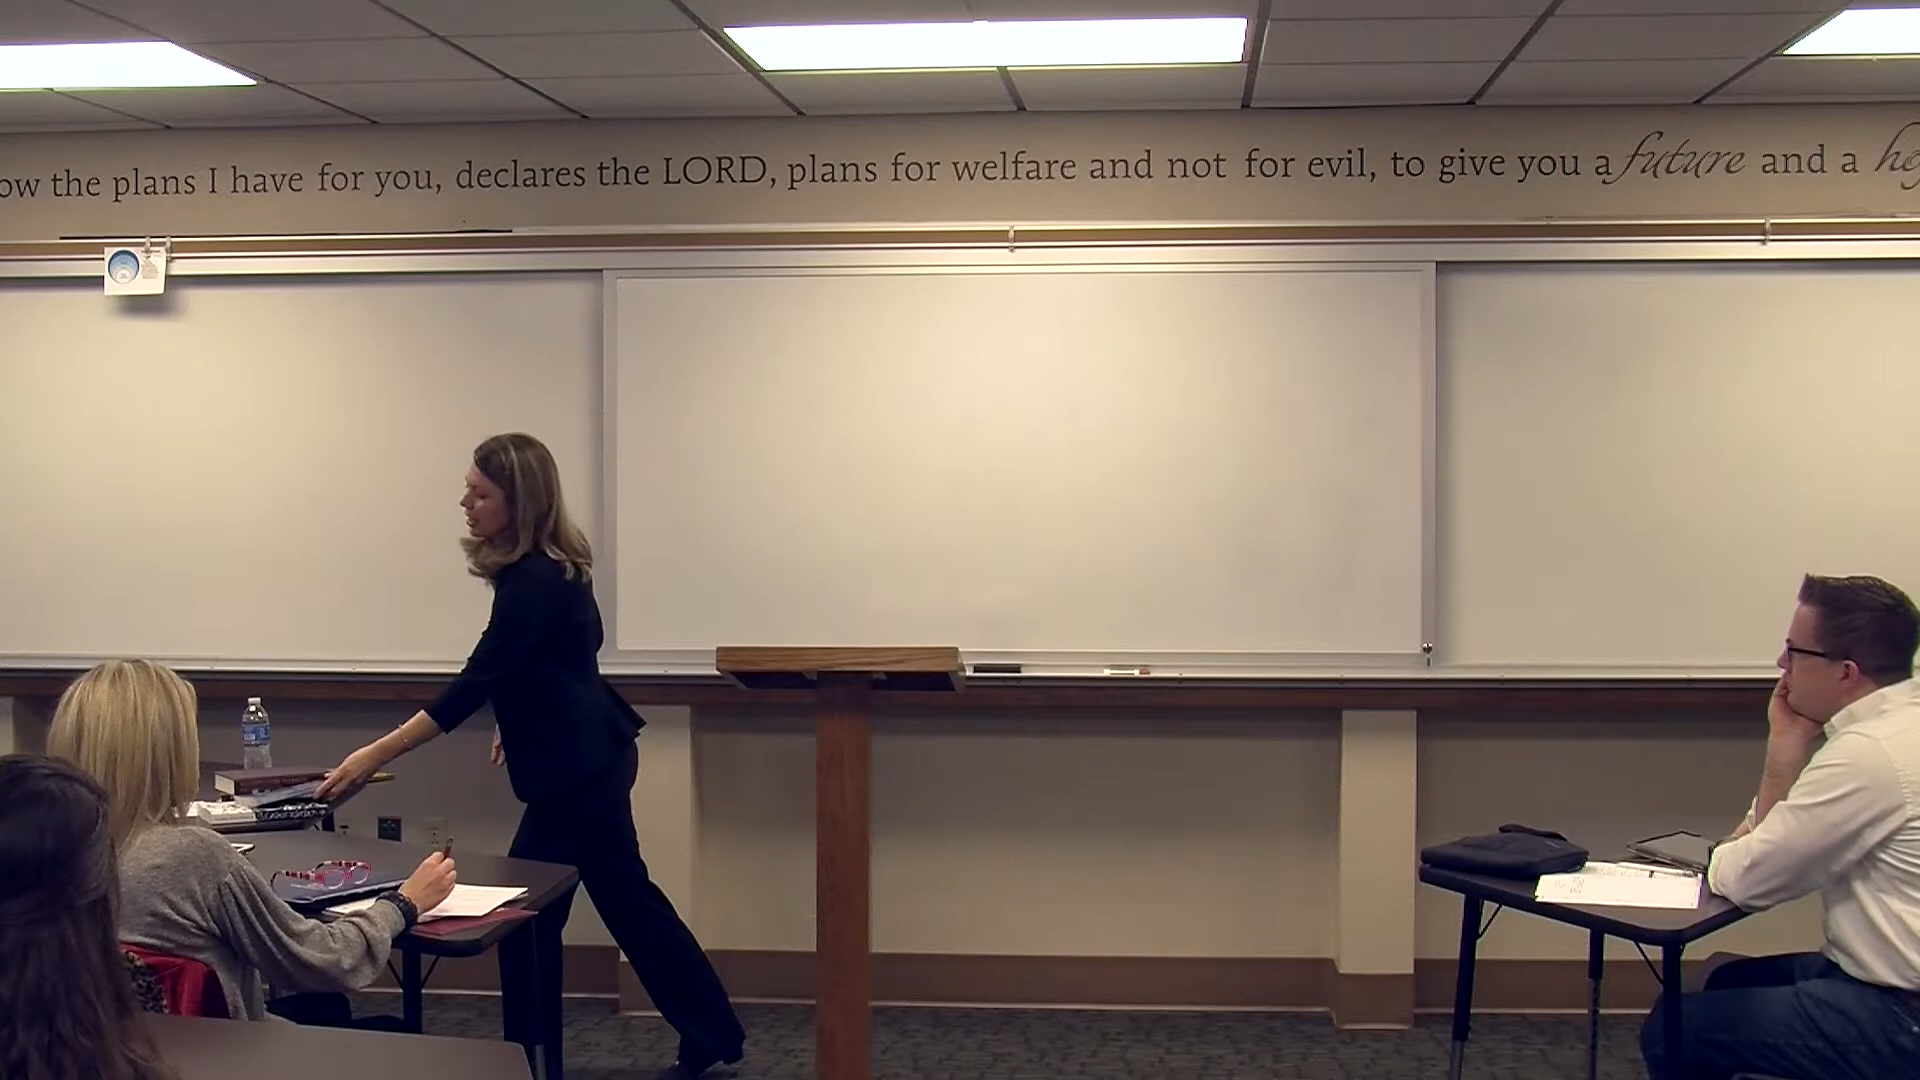 ow the plans I have for you, declares the LORD, plans for welfare and not for evil, to give you a future and a